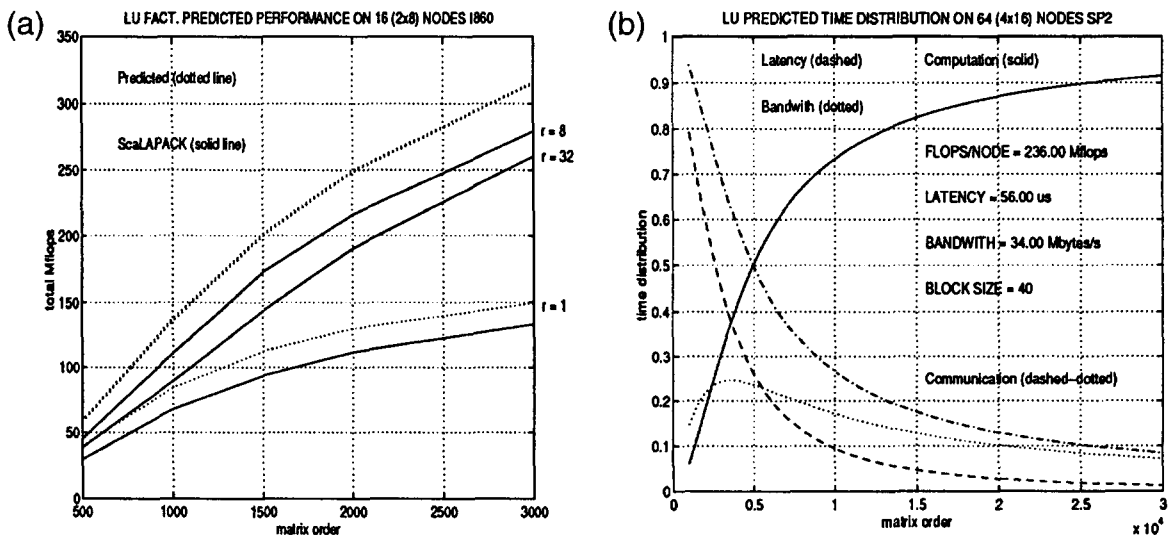 (a)
LU FACT. PREDICTED PERFORMANCE ON 16 (2x8) NODES I860
350
300
250
200
150
100
50
0
total Mflops
Predicted (dotted line)
ScaLAPACK (solid line)
r = 8
r = 32
r = 1
500
1000
1500
2000
2500
3000
matrix order
(b)
LU PREDICTED TIME DISTRIBUTION ON 64 (4x16) NODES SP2
1
0.9
0.8
0.7
0.6
0.5
0.4
0.3
0.2
0.1
0
time distribution
Latency (dashed)
Computation (solid)
Bandwith (dotted)
FLOPS/NODE = 236.00 Mflops
LATENCY = 56.00 us
BANDWITH = 34.00 Mbytes/s
BLOCK SIZE = 40
Communication (dashed-dotted)
0
0.5
1
1.5
2
2.5
3
matrix order
x 10⁴